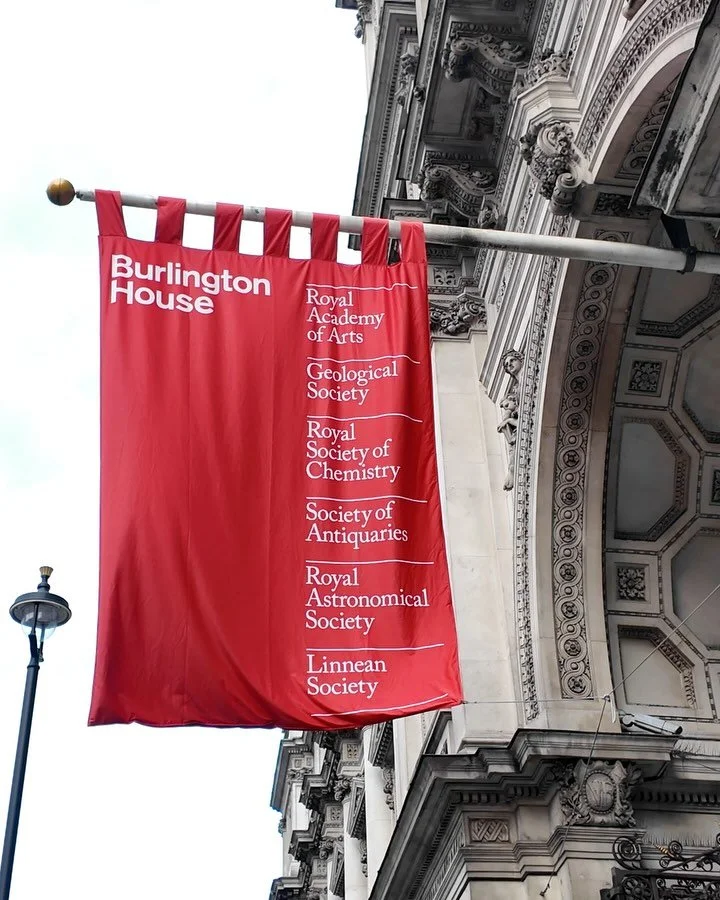 Burlington
House
Royal
Academy
of Arts
Geological
Society
Royal
Society of
Chemistry
Society of
Antiquaries
Royal
Astronomical
Society
Linnean
Society